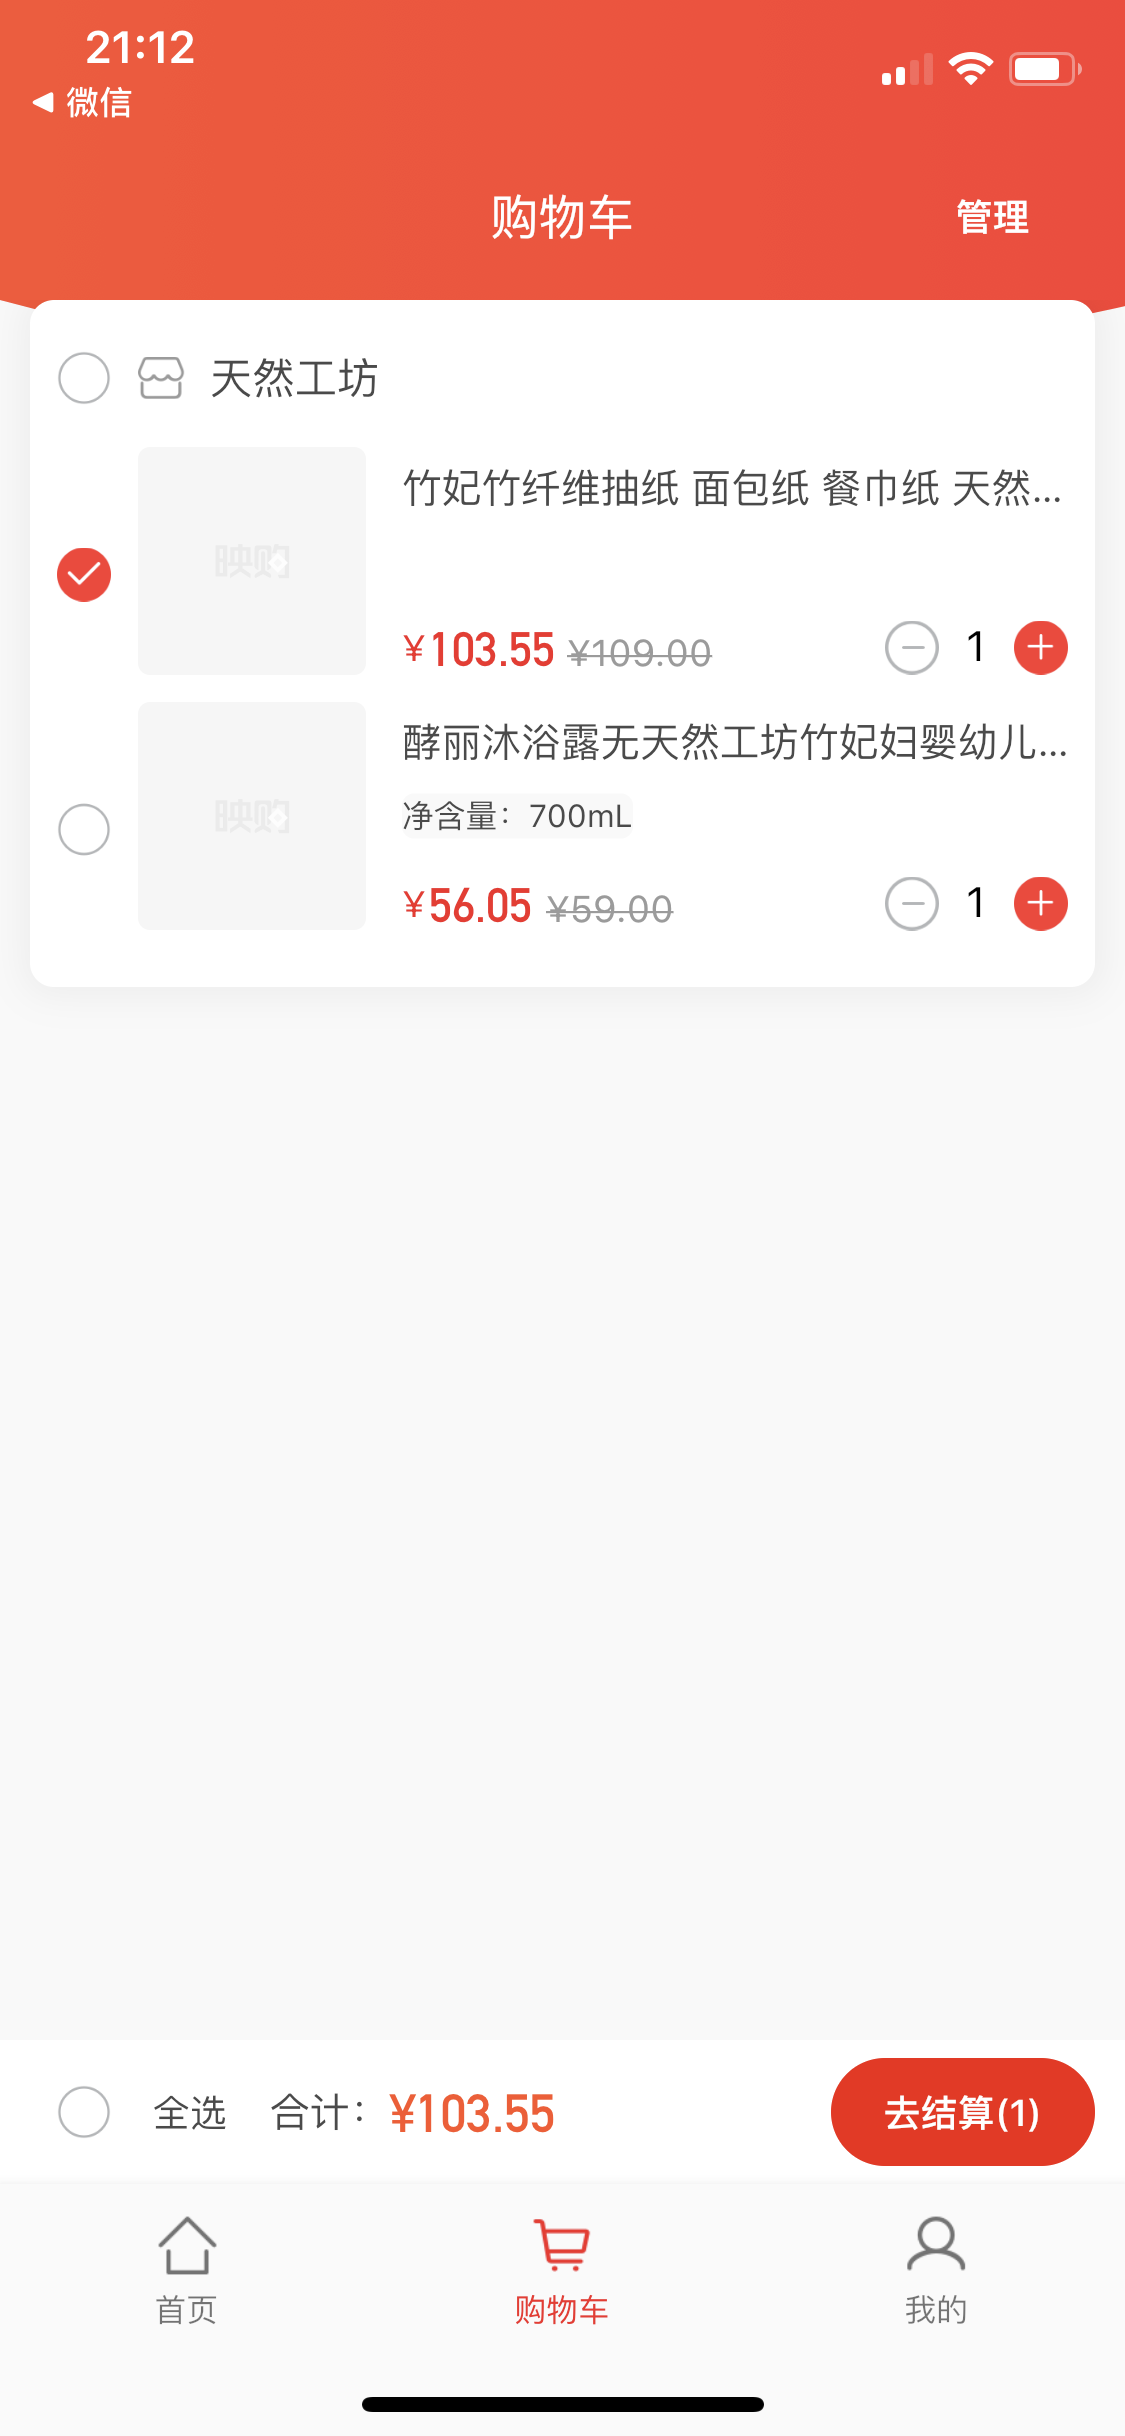 21:12
微信
购物车
管理
天然工坊
映购
竹妃竹纤维抽纸 面包纸 餐巾纸 天然...
¥103.55 ¥109.00
1
映购
酵丽沐浴露无天然工坊竹妃妇婴幼儿...
净含量：700mL
¥56.05 ¥59.00
1
全选 合计：¥103.55
去结算(1)
首页
购物车
我的